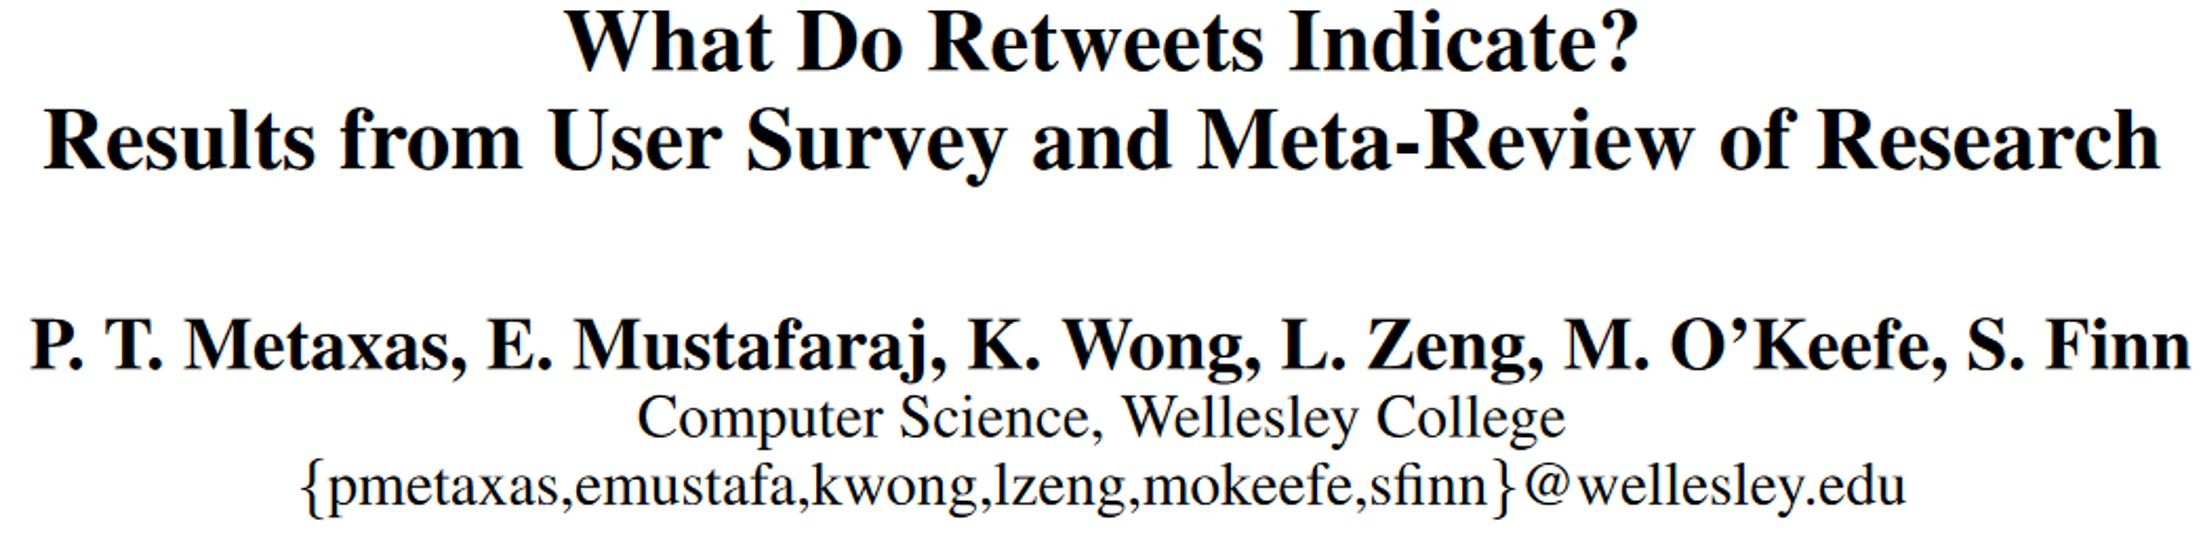 What Do Retweets Indicate?
Results from User Survey and Meta-Review of Research
P. T. Metaxas, E. Mustafaraj, K. Wong, L. Zeng, M. O’Keefe, S. Finn
Computer Science, Wellesley College
{pmetaxas,emustafa,kwong,lzeng,mokeefe,sfinn}@wellesley.edu